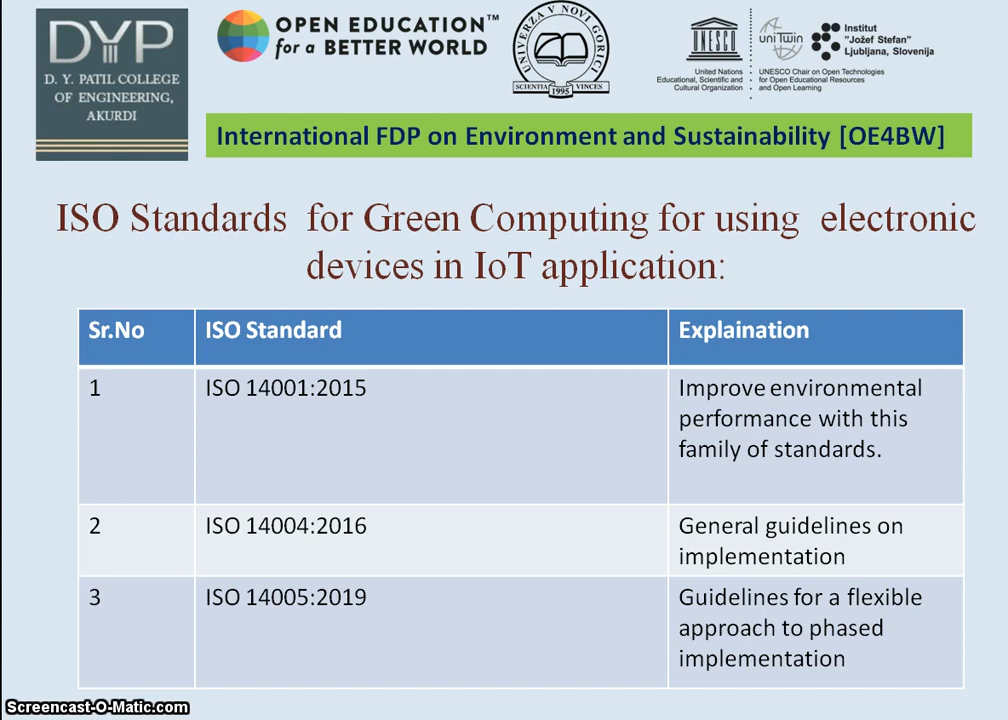 DYP
D. Y. PATIL COLLEGE
OF ENGINEERING,
AKURDI
OPEN EDUCATION™
for a BETTER WORLD
UNIVERZA V NOVI GORICI
SCIENTIA VINCES
1995
UNESCO
United Nations
Educational, Scientific and
Cultural Organization
uniTwin
Institut
"Jožef Stefan"
Ljubljana, Slovenija
UNESCO Chair on Open Technologies
for Open Educational Resources
and Open Learning
International FDP on Environment and Sustainability [OE4BW]
ISO Standards for Green Computing for using electronic
devices in IoT application:
Sr.No ISO Standard Explaination
1 ISO 14001:2015 Improve environmental
performance with this
family of standards.
2 ISO 14004:2016 General guidelines on
implementation
3 ISO 14005:2019 Guidelines for a flexible
approach to phased
implementation
Screencast-O-Matic.com